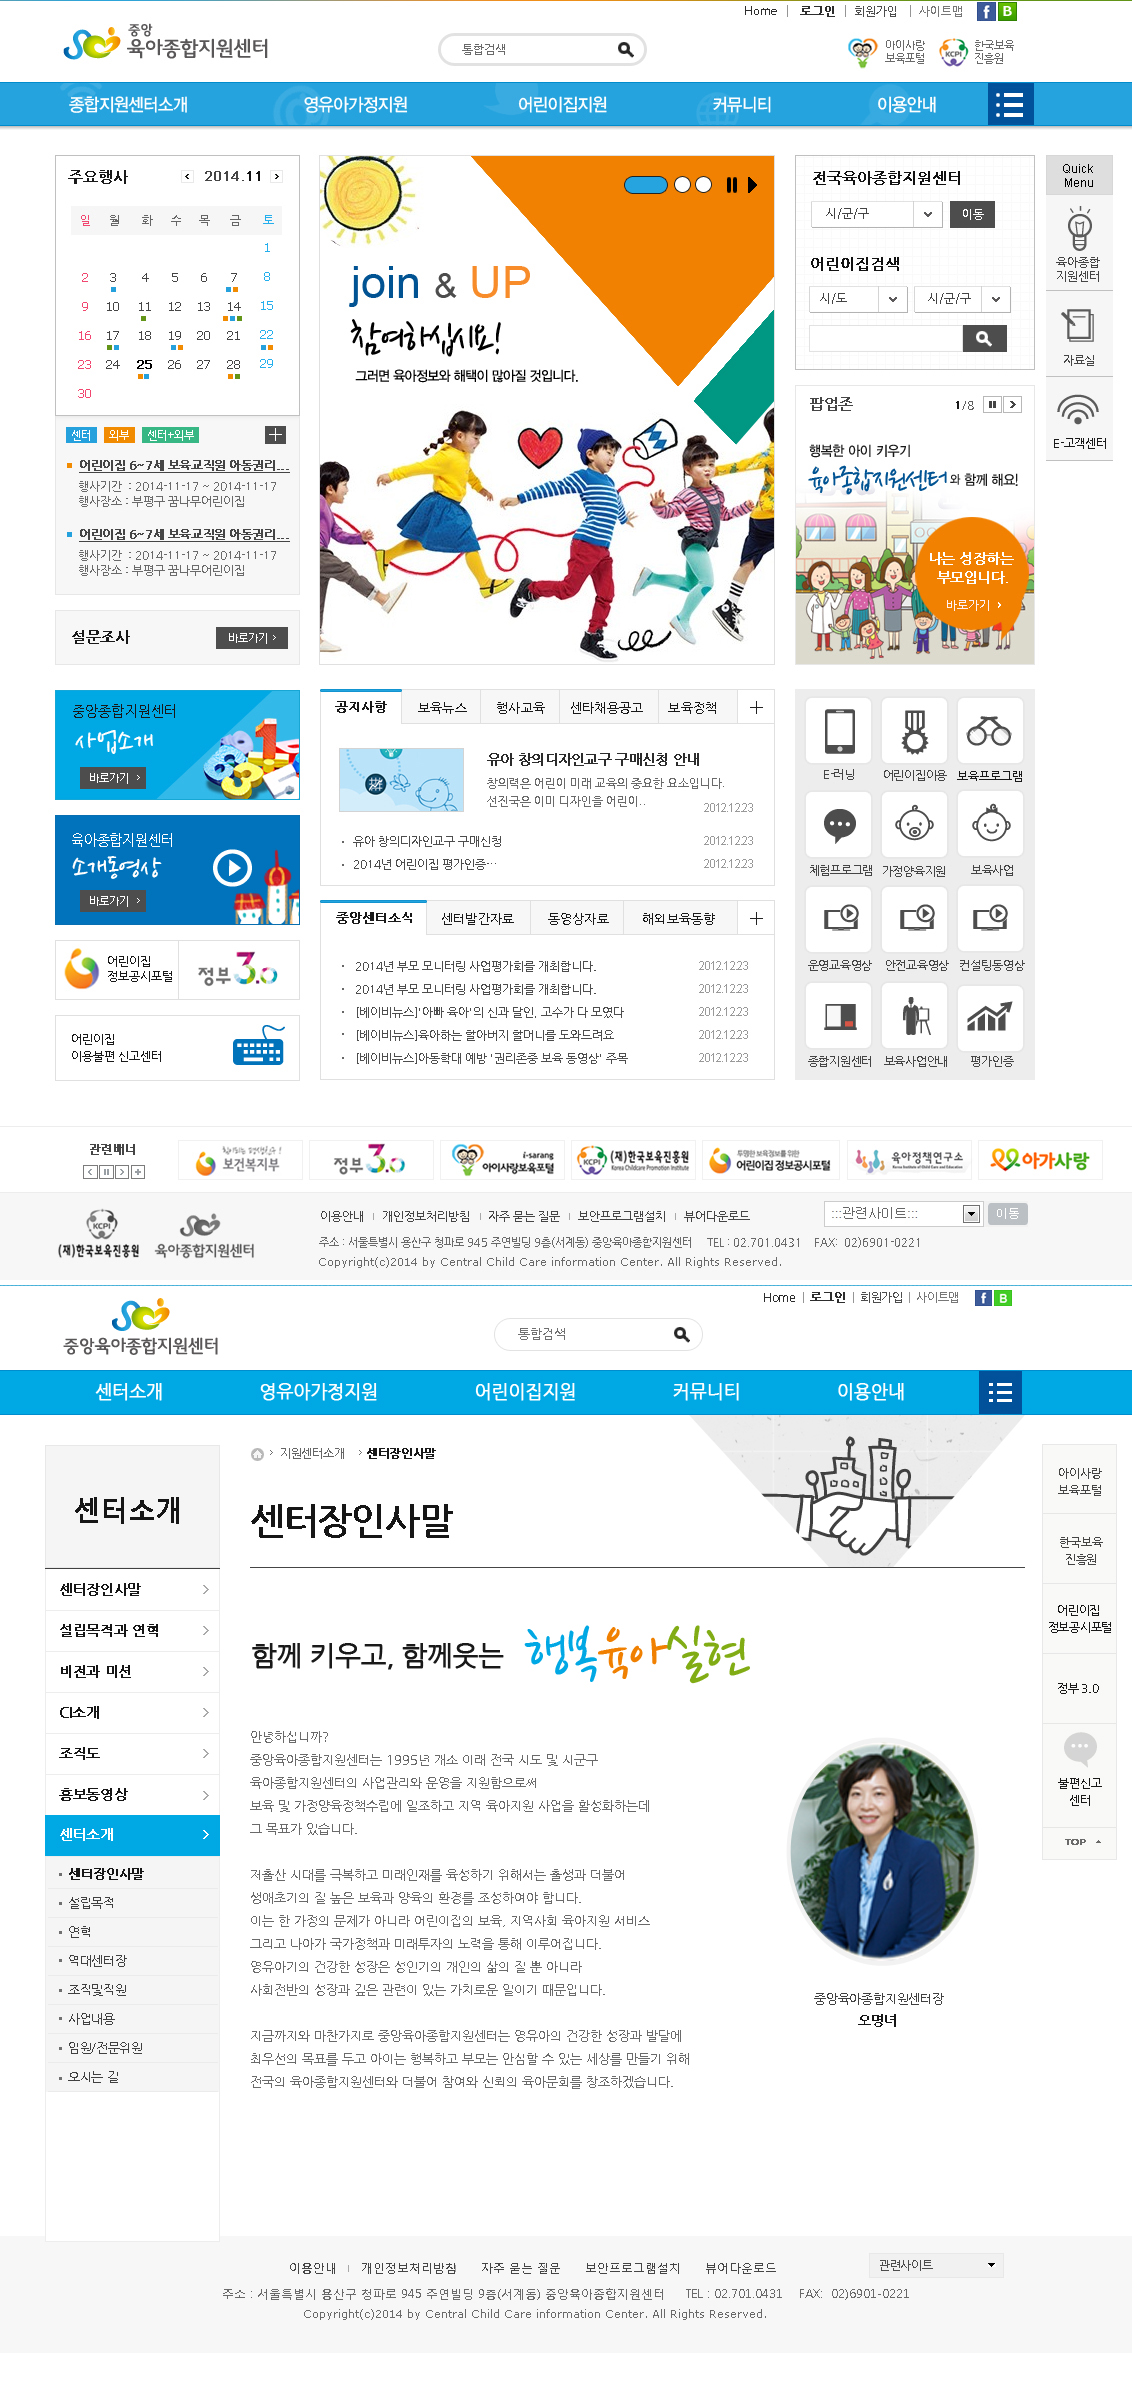 Home | 로그인 | 회원가입 | 사이트맵
중앙
육아종합지원센터
통합검색
아이사랑
보육포털
한국보육
진흥원
종합지원센터소개 영유아가정지원 어린이집지원 커뮤니티 이용안내
주요행사 2014.11
일 월 화 수 목 금 토
1
2 3 4 5 6 7 8
9 10 11 12 13 14 15
16 17 18 19 20 21 22
23 24 25 26 27 28 29
30
센터 외부 센터+외부
어린이집 6~7세 보육교직원 아동권리...
행사기간 : 2014-11-17 ~ 2014-11-17
행사장소 : 부평구 꿈나무어린이집
어린이집 6~7세 보육교직원 아동권리...
행사기간 : 2014-11-17 ~ 2014-11-17
행사장소 : 부평구 꿈나무어린이집
설문조사
바로가기
join & UP
참여하십시요!
그러면 육아정보와 해택이 많아질 것입니다.
전국육아종합지원센터
시/군/구 이동
어린이집검색
시/도 시/군/구
팝업존 1/8
행복한 아이 키우기
육아종합지원센터와 함께 해요!
나는 성장하는
부모입니다.
바로가기
Quick
Menu
육아종합
지원센터
자료실
E-고객센터
중앙종합지원센터
사업소개
바로가기
육아종합지원센터
소개동영상
바로가기
어린이집
정보공시포털
정부3.0
어린이집
이용불편 신고센터
공지사항 보육뉴스 행사교육 센타채용공고 보육정책
유아 창의디자인교구 구매신청 안내
창의력은 어린이 미래 교육의 중요한 요소입니다.
선진국은 이미 디자인을 어린이..
2012.12.23
유아 창의디자인교구 구매신청 2012.12.23
2014년 어린이집 평가인증… 2012.12.23
중앙센터소식 센터발간자료 동영상자료 해외보육동향
2014년 부모 모니터링 사업평가회를 개최합니다. 2012.12.23
2014년 부모 모니터링 사업평가회를 개최합니다. 2012.12.23
[베이비뉴스]'아빠 육아'의 신과 달인, 고수가 다 모였다 2012.12.23
[베이비뉴스]육아하는 할아버지 할머니를 도와드려요 2012.12.23
[베이비뉴스]아동학대 예방 '권리존중 보육 동영상' 주목 2012.12.23
E-러닝 어린이집이용 보육프로그램
체험프로그램 가정양육지원 보육사업
운영교육영상 안전교육영상 컨설팅동영상
종합지원센터 보육사업안내 평가인증
관련배너
보건복지부
정부3.0
i-sarang
아이사랑보육포털
KCPI
(재)한국보육진흥원
Korea Childcare Promotion Institute
투명한 보육정보를위한
어린이집 정보공시포털
육아정책연구소
Korea Institute of Child Care and Education
아가사랑
KCPI
(재)한국보육진흥원
육아종합지원센터
이용안내 | 개인정보처리방침 | 자주 묻는 질문 | 보안프로그램설치 | 뷰어다운로드
:::관련사이트::: 이동
주소 : 서울특별시 용산구 청파로 945 주연빌딩 9층(서계동) 중앙육아종합지원센터 TEL : 02.701.0431 FAX: 02)6901-0221
Copyright(c)2014 by Central Child Care information Center. All Rights Reserved.
Home | 로그인 | 회원가입 | 사이트맵
중앙육아종합지원센터
통합검색
센터소개 영유아가정지원 어린이집지원 커뮤니티 이용안내
센터소개
센터장인사말
설립목적과 연혁
비젼과 미션
CI소개
조직도
홍보동영상
센터소개
센터장인사말
설립목적
연혁
역대센터장
조직및직원
사업내용
임원/전문위원
오시는 길
> 지원센터소개 > 센터장인사말
센터장인사말
함께 키우고, 함께웃는 행복육아실현
안녕하십니까?
중앙육아종합지원센터는 1995년 개소 이래 전국 시도 및 시군구
육아종합지원센터의 사업관리와 운영을 지원함으로써
보육 및 가정양육정책수립에 일조하고 지역 육아지원 사업을 활성화하는데
그 목표가 있습니다.
저출산 시대를 극복하고 미래인재를 육성하기 위해서는 출생과 더불어
생애초기의 질 높은 보육과 양육의 환경를 조성하여야 합니다.
이는 한 가정의 문제가 아니라 어린이집의 보육, 지역사회 육아지원 서비스
그리고 나아가 국가정책과 미래투자의 노력을 통해 이루어집니다.
영유아기의 건강한 성장은 성인기의 개인의 삶의 질 뿐 아니라
사회전반의 성장과 깊은 관련이 있는 가치로운 일이기 때문입니다.
지금까지와 마찬가지로 중앙육아종합지원센터는 영유아의 건강한 성장과 발달에
최우선의 목표를 두고 아이는 행복하고 부모는 안심할 수 있는 세상를 만들기 위해
전국의 육아종합지원센터와 더불어 참여와 신뢰의 육아문회를 창조하겠습니다.
중앙육아종합지원센터장
오명녀
아이사랑
보육포털
한국보육
진흥원
어린이집
정보공시포털
정부 3.0
불편신고
센터
TOP
이용안내 | 개인정보처리방침 자주 묻는 질문 보안프로그램설치 뷰어다운로드
관련사이트
주소 : 서울특별시 용산구 청파로 945 주연빌딩 9층(서계동) 중앙육아종합지원센터 TEL : 02.701.0431 FAX: 02)6901-0221
Copyright(c)2014 by Central Child Care information Center. All Rights Reserved.